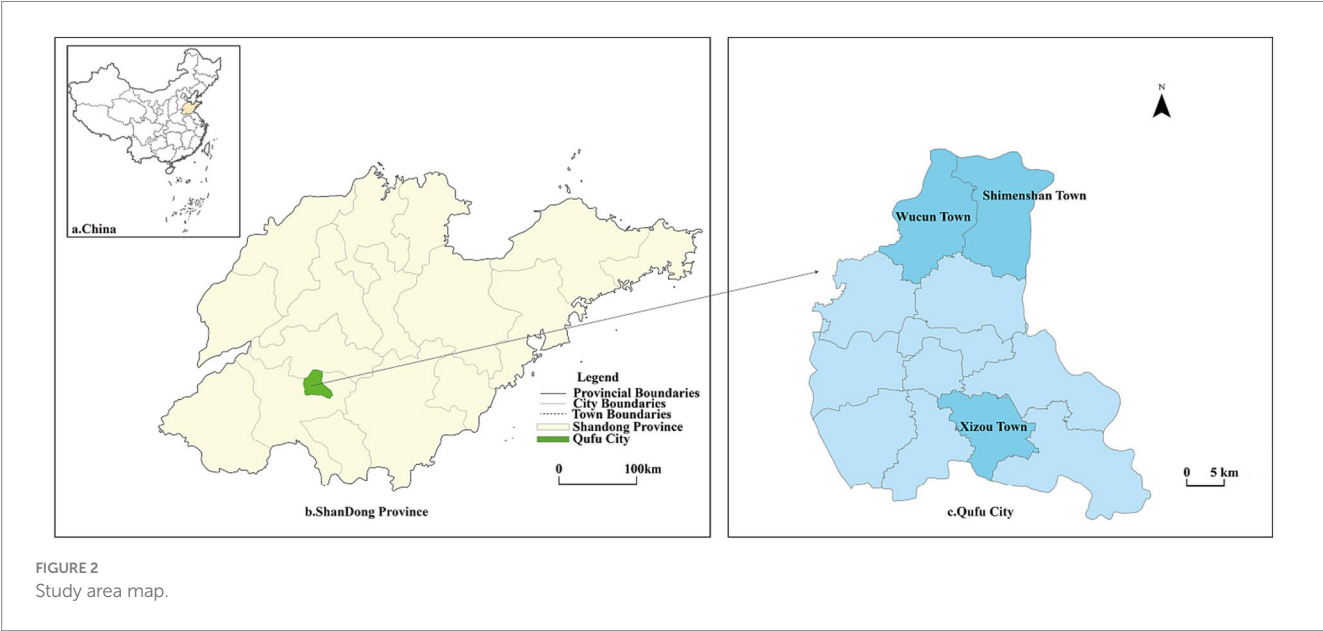 a.China
Legend
Provincial Boundaries
City Boundaries
Town Boundaries
Shandong Province
Qufu City
0 100km
b.ShanDong Province
N
Shimenshan Town
Wucun Town
Xizou Town
0 5 km
c.Qufu City
FIGURE 2
Study area map.